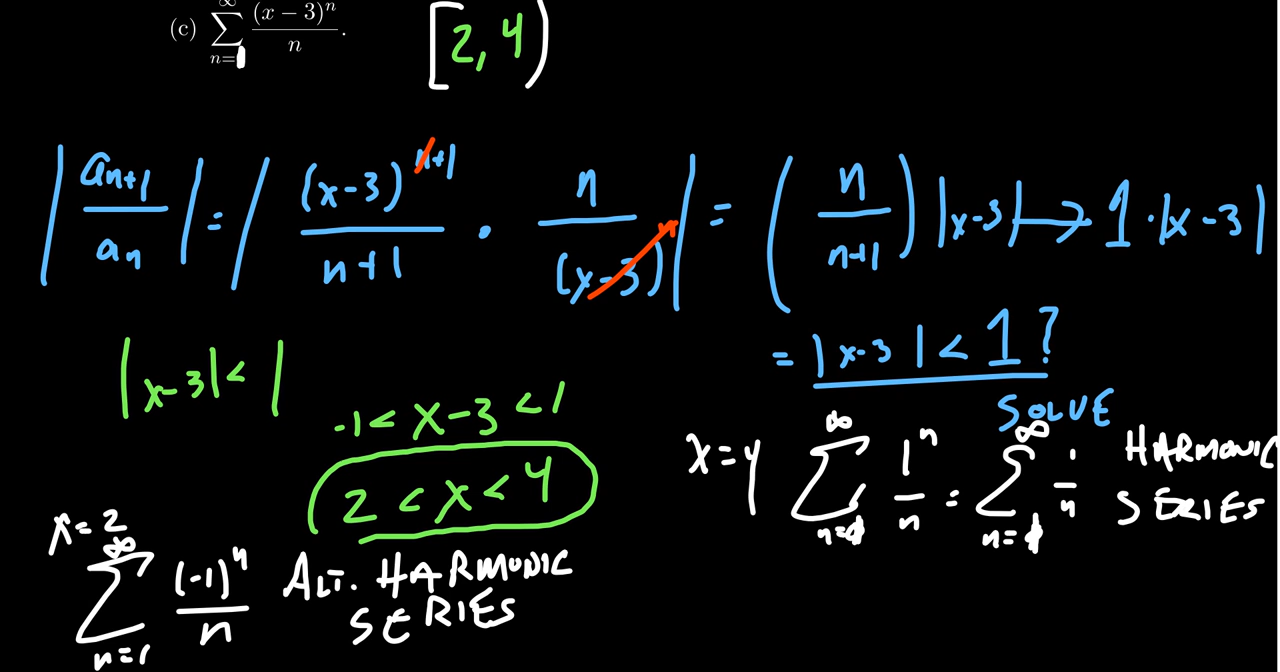 (c) ∑_{n=1}^{∞} (x − 3)^n / n. [2, 4)
|a_{n+1} / a_n| = |(x-3)^{n+1} / (n+1) · n / (x-3)^n| = (n / (n+1)) |x-3| → 1 · |x-3|
= |x-3| < 1 ?
SOLVE
|x-3| < 1
-1 < x-3 < 1
2 < x < 4
x=4 ∑_{n=1}^{∞} 1^n / n = ∑_{n=1}^{∞} 1 / n HARMONIC SERIES
x=2
∑_{n=1}^{∞} (-1)^n / n ALT. HARMONIC SERIES